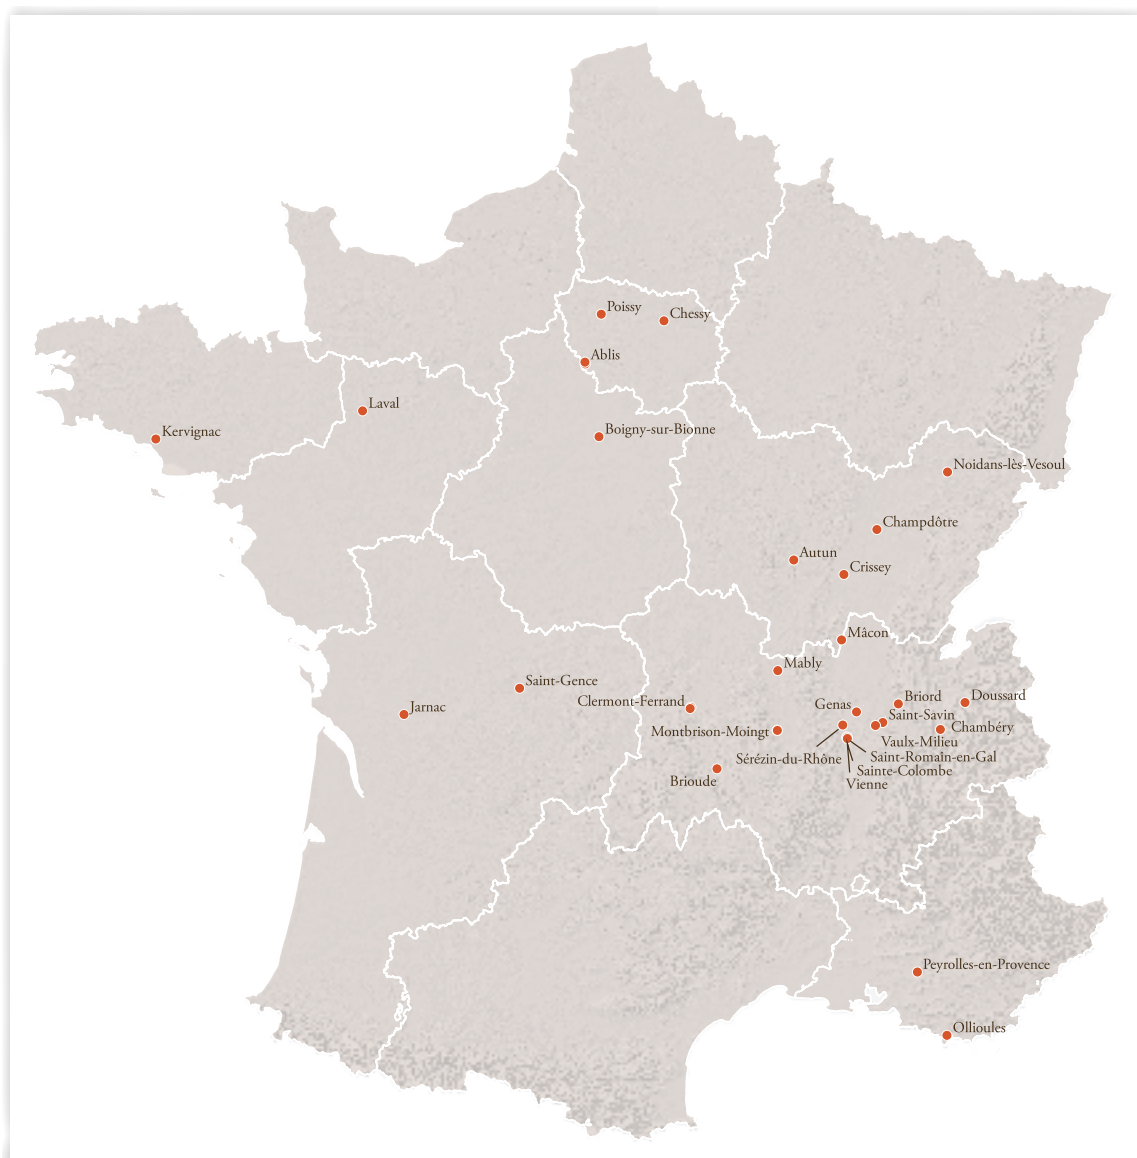 Poissy
Chessy
Ablis
Laval
Kervignac
Boigny-sur-Bionne
Noidans-lès-Vesoul
Champdôtre
Autun
Crissey
Mâcon
Mably
Saint-Gence
Clermont-Ferrand
Jarnac
Genas
Briord
Doussard
Saint-Savin
Chambéry
Montbrison-Moingt
Vaulx-Milieu
Sérézin-du-Rhône
Saint-Romain-en-Gal
Sainte-Colombe
Brioude
Vienne
Peyrolles-en-Provence
Ollioules